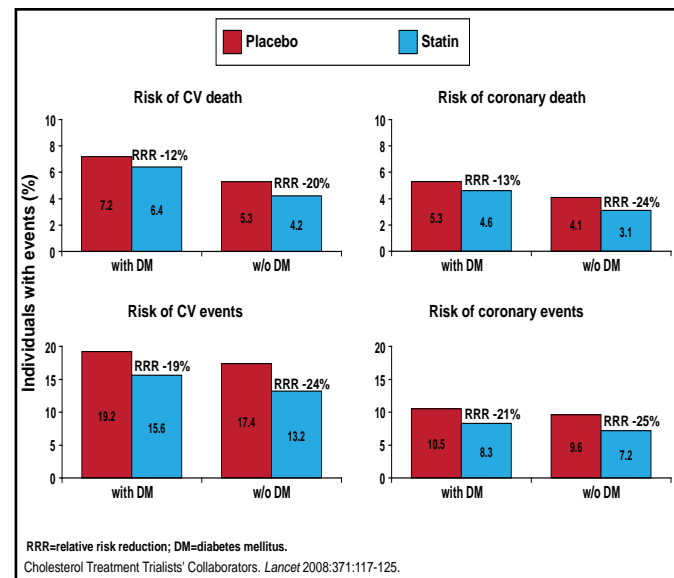 Placebo Statin
Individuals with events (%)
Risk of CV death
10
8
6
4
2
0
RRR -12%
7.2 6.4
RRR -20%
5.3 4.2
with DM w/o DM
Risk of coronary death
10
8
6
4
2
0
RRR -13%
5.3 4.6
RRR -24%
4.1 3.1
with DM w/o DM
Risk of CV events
20
15
10
5
0
RRR -19%
19.2 15.6
RRR -24%
17.4 13.2
with DM w/o DM
Risk of coronary events
20
15
10
5
0
RRR -21%
10.5 8.3
RRR -25%
9.6 7.2
with DM w/o DM
RRR=relative risk reduction; DM=diabetes mellitus.
Cholesterol Treatment Trialists' Collaborators. Lancet 2008:371:117-125.